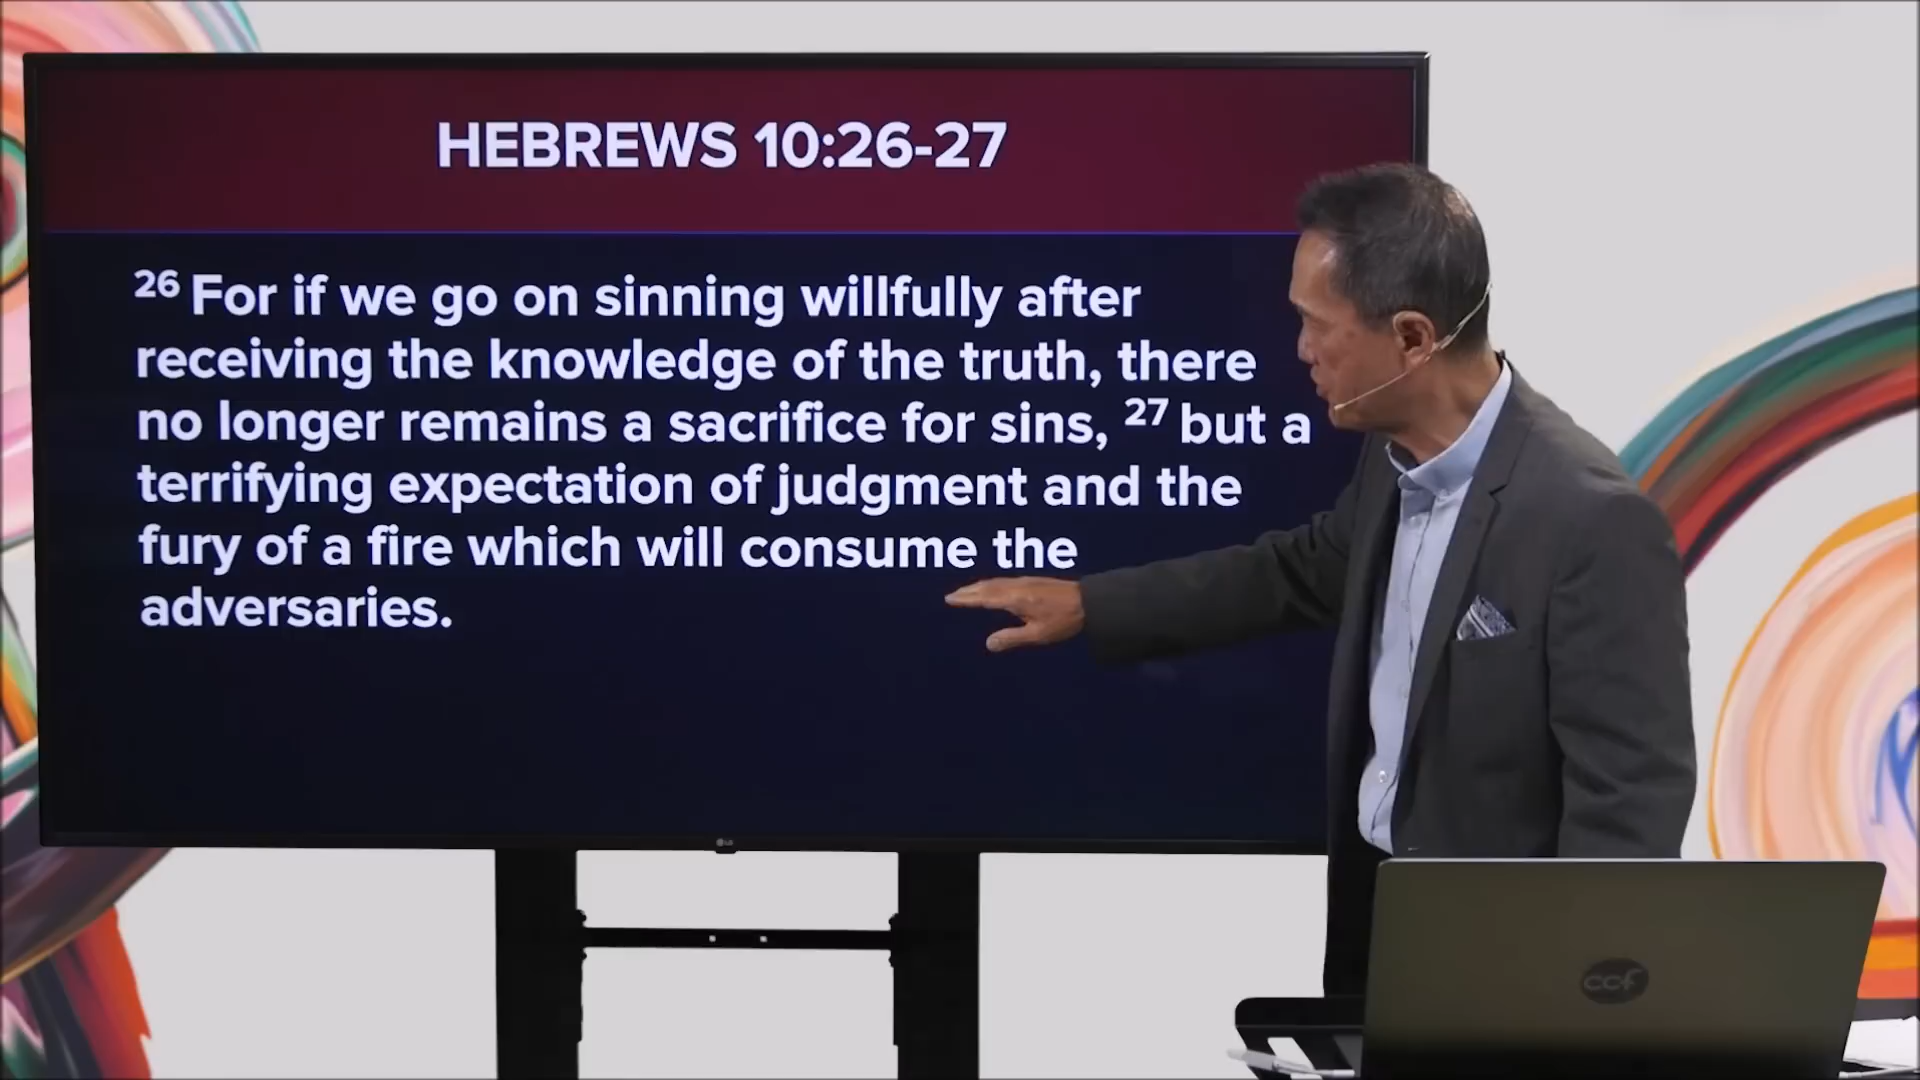 HEBREWS 10:26-27
26 For if we go on sinning willfully after
receiving the knowledge of the truth, there
no longer remains a sacrifice for sins, 27 but a
terrifying expectation of judgment and the
fury of a fire which will consume the
adversaries.
LG
ccf